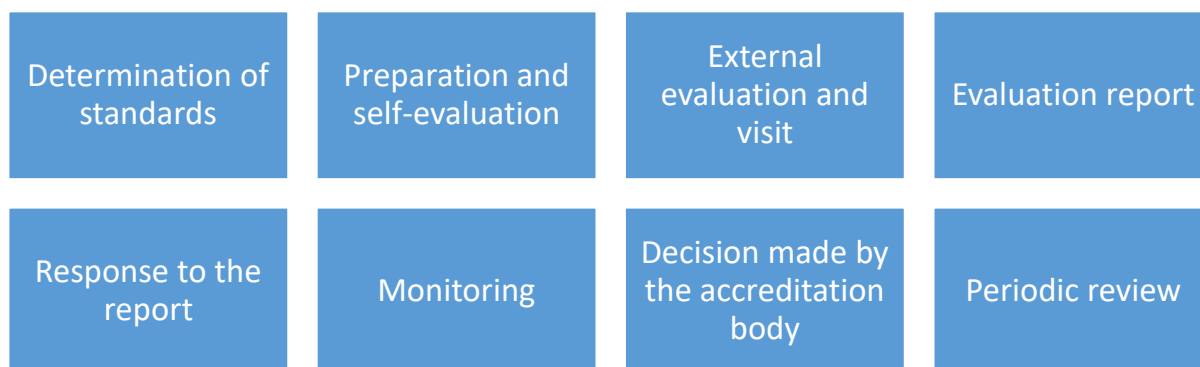 Determination of
standards
Preparation and
self-evaluation
External
evaluation and
visit
Evaluation report
Response to the
report
Monitoring
Decision made by
the accreditation
body
Periodic review